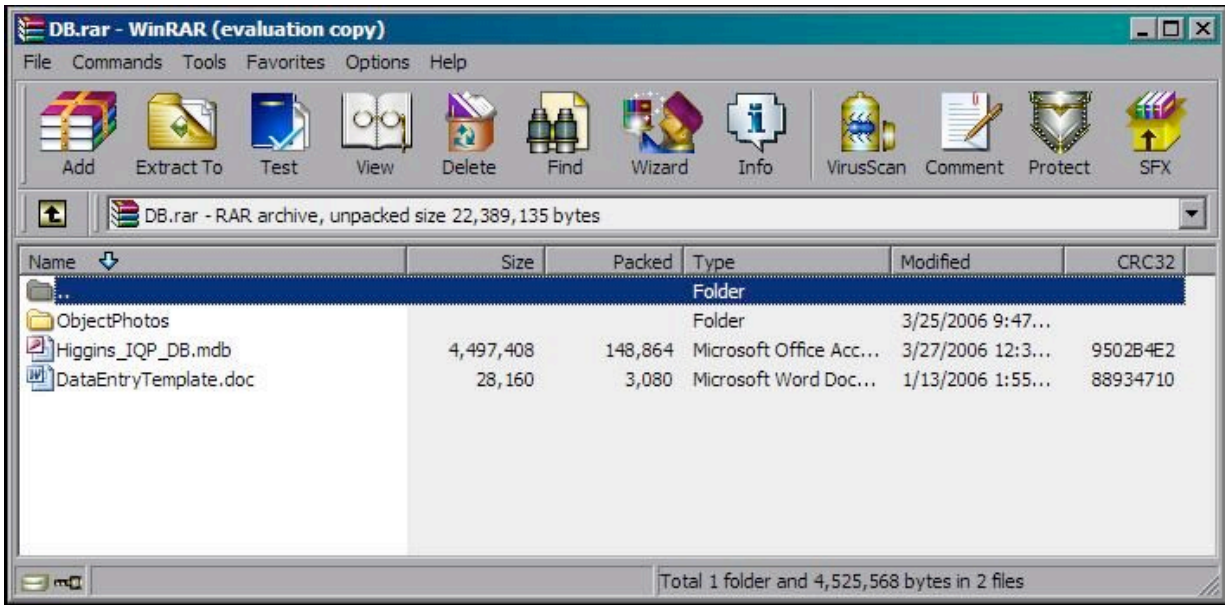 DB.rar - WinRAR (evaluation copy)
File Commands Tools Favorites Options Help
Add Extract To Test View Delete Find Wizard Info VirusScan Comment Protect SFX
DB.rar - RAR archive, unpacked size 22,389,135 bytes
Name Size Packed Type Modified CRC32
.. Folder
ObjectPhotos Folder 3/25/2006 9:47...
Higgins_IQP_DB.mdb 4,497,408 148,864 Microsoft Office Acc... 3/27/2006 12:3... 9502B4E2
DataEntryTemplate.doc 28,160 3,080 Microsoft Word Doc... 1/13/2006 1:55... 88934710
Total 1 folder and 4,525,568 bytes in 2 files